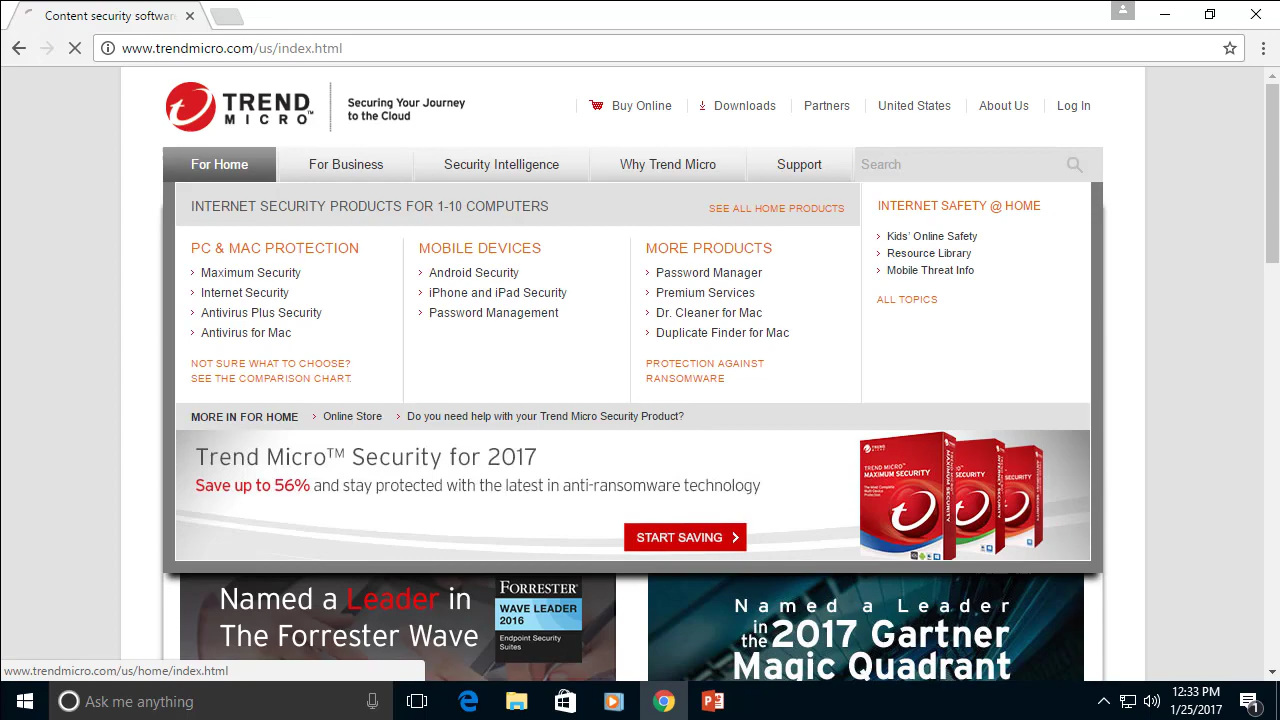 Content security software
www.trendmicro.com/us/index.html
TREND MICRO™
Securing Your Journey
to the Cloud
Buy Online
Downloads
Partners
United States
About Us
Log In
For Home
For Business
Security Intelligence
Why Trend Micro
Support
Search
INTERNET SECURITY PRODUCTS FOR 1-10 COMPUTERS
SEE ALL HOME PRODUCTS
PC & MAC PROTECTION
Maximum Security
Internet Security
Antivirus Plus Security
Antivirus for Mac
NOT SURE WHAT TO CHOOSE?
SEE THE COMPARISON CHART.
MOBILE DEVICES
Android Security
iPhone and iPad Security
Password Management
MORE PRODUCTS
Password Manager
Premium Services
Dr. Cleaner for Mac
Duplicate Finder for Mac
PROTECTION AGAINST
RANSOMWARE
INTERNET SAFETY @ HOME
Kids' Online Safety
Resource Library
Mobile Threat Info
ALL TOPICS
MORE IN FOR HOME
Online Store
Do you need help with your Trend Micro Security Product?
Trend Micro™ Security for 2017
Save up to 56% and stay protected with the latest in anti-ransomware technology
START SAVING
TREND MICRO™
MAXIMUM SECURITY
TREND MICRO™
SECURITY
SECURITY
Named a Leader in
The Forrester Wave
FORRESTER
WAVE LEADER
2016
Endpoint Security
Suites
Named a Leader
in the 2017 Gartner
Magic Quadrant
www.trendmicro.com/us/home/index.html
Ask me anything
12:33 PM
1/25/2017
1